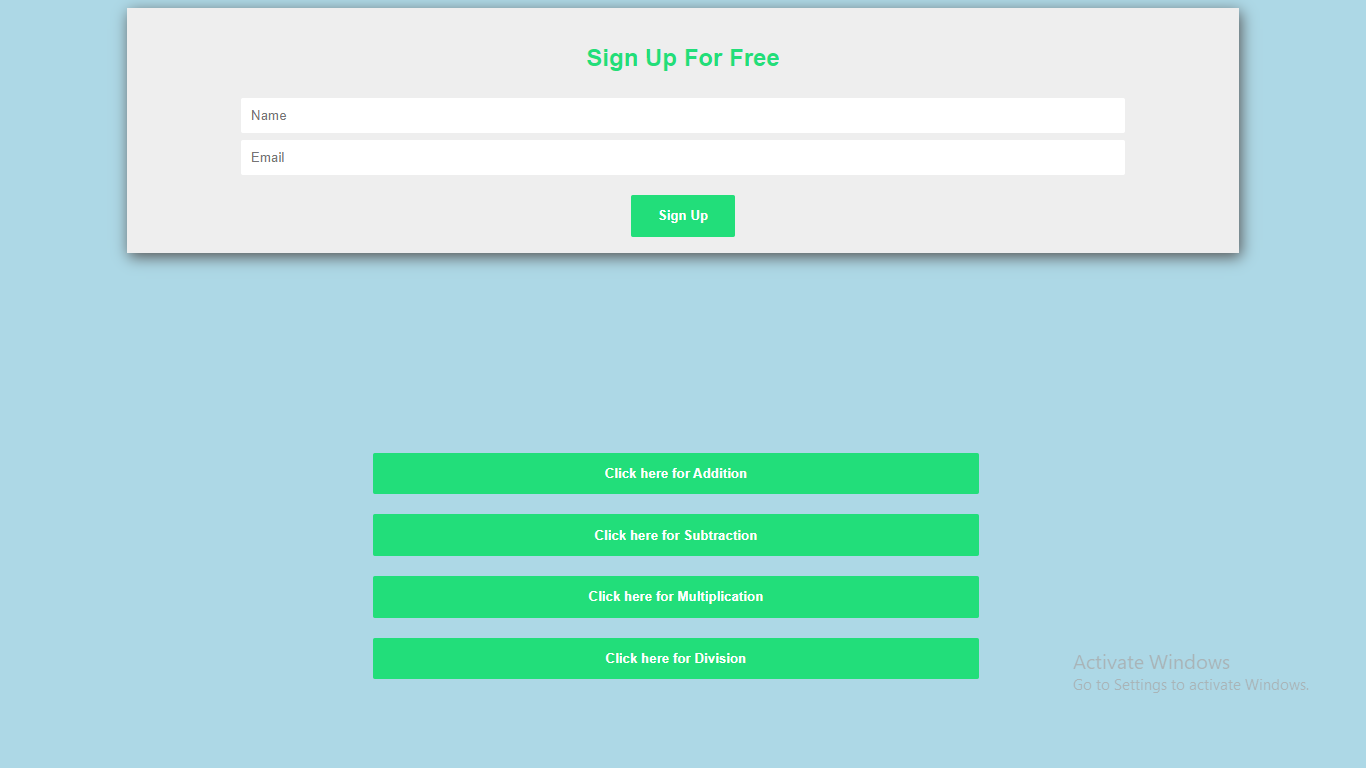 Sign Up For Free
Name
Email
Sign Up
Click here for Addition
Click here for Subtraction
Click here for Multiplication
Click here for Division
Activate Windows
Go to Settings to activate Windows.